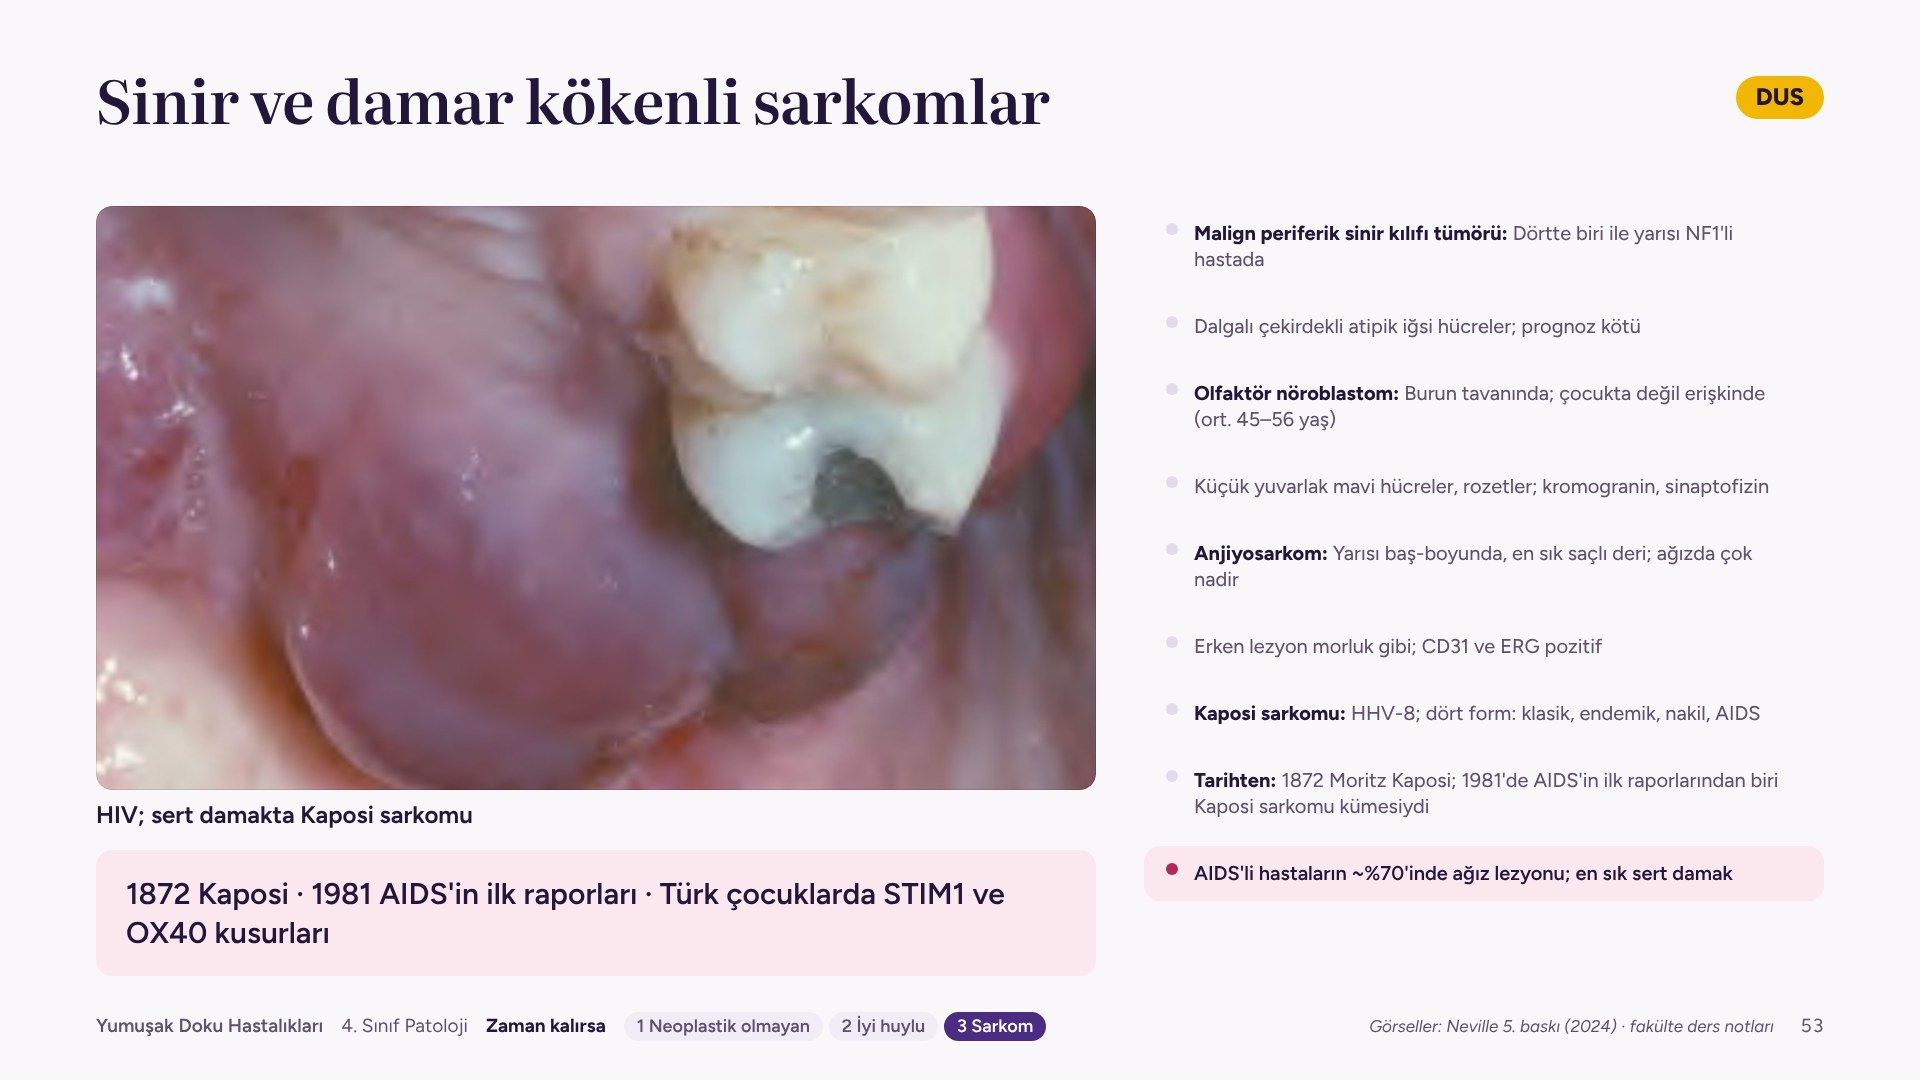 Sinir ve damar kökenli sarkomlar
DUS
HIV; sert damakta Kaposi sarkomu
1872 Kaposi · 1981 AIDS'in ilk raporları · Türk çocuklarda STIM1 ve
OX40 kusurları
Malign periferik sinir kılıfı tümörü: Dörtte biri ile yarısı NF1'li
hastada
Dalgalı çekirdekli atipik iğsi hücreler; prognoz kötü
Olfaktör nöroblastom: Burun tavanında; çocukta değil erişkinde
(ort. 45–56 yaş)
Küçük yuvarlak mavi hücreler, rozetler; kromogranin, sinaptofizin
Anjiyosarkom: Yarısı baş-boyunda, en sık saçlı deri; ağızda çok
nadir
Erken lezyon morluk gibi; CD31 ve ERG pozitif
Kaposi sarkomu: HHV-8; dört form: klasik, endemik, nakil, AIDS
Tarihten: 1872 Moritz Kaposi; 1981'de AIDS'in ilk raporlarından biri
Kaposi sarkomu kümesiydi
AIDS'li hastaların ~%70'inde ağız lezyonu; en sık sert damak
Yumuşak Doku Hastalıkları 4. Sınıf Patoloji Zaman kalırsa 1 Neoplastik olmayan 2 İyi huylu 3 Sarkom
Görseller: Neville 5. baskı (2024) · fakülte ders notları 53